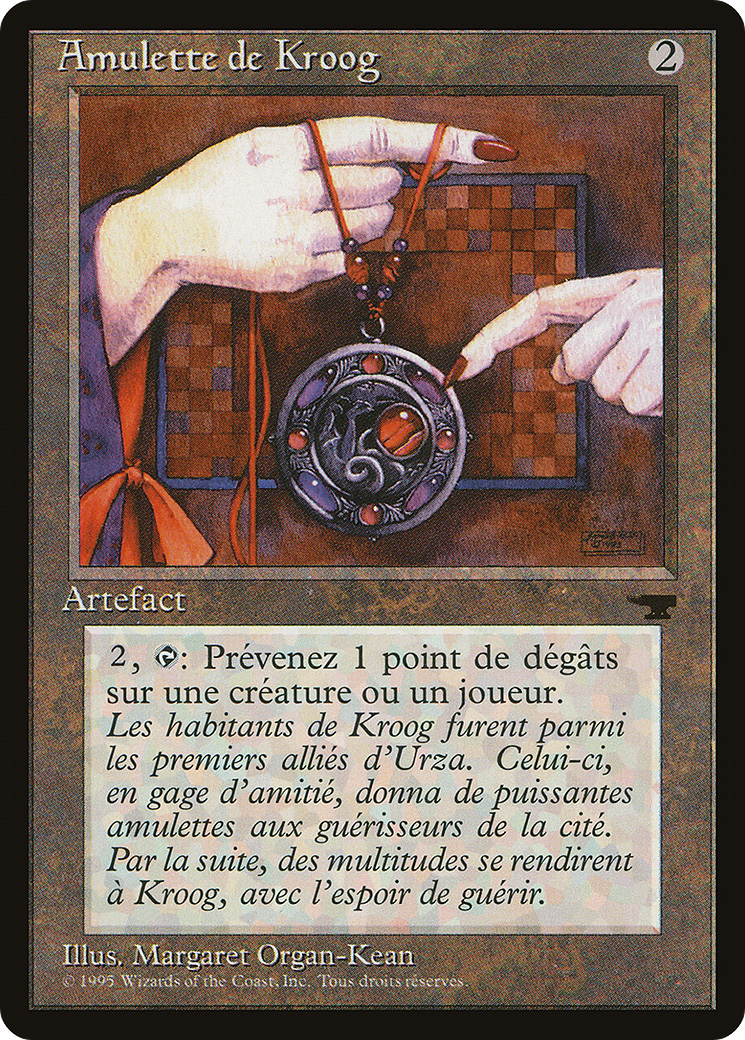 Amulette de Kroog
2
Artefact
2, : Prévenez 1 point de dégâts
sur une créature ou un joueur.
Les habitants de Kroog furent parmi
les premiers alliés d'Urza. Celui-ci,
en gage d'amitié, donna de puissantes
amulettes aux guérisseurs de la cité.
Par la suite, des multitudes se rendirent
à Kroog, avec l'espoir de guérir.
Illus. Margaret Organ-Kean
© 1995 Wizards of the Coast, Inc. Tous droits réservés.